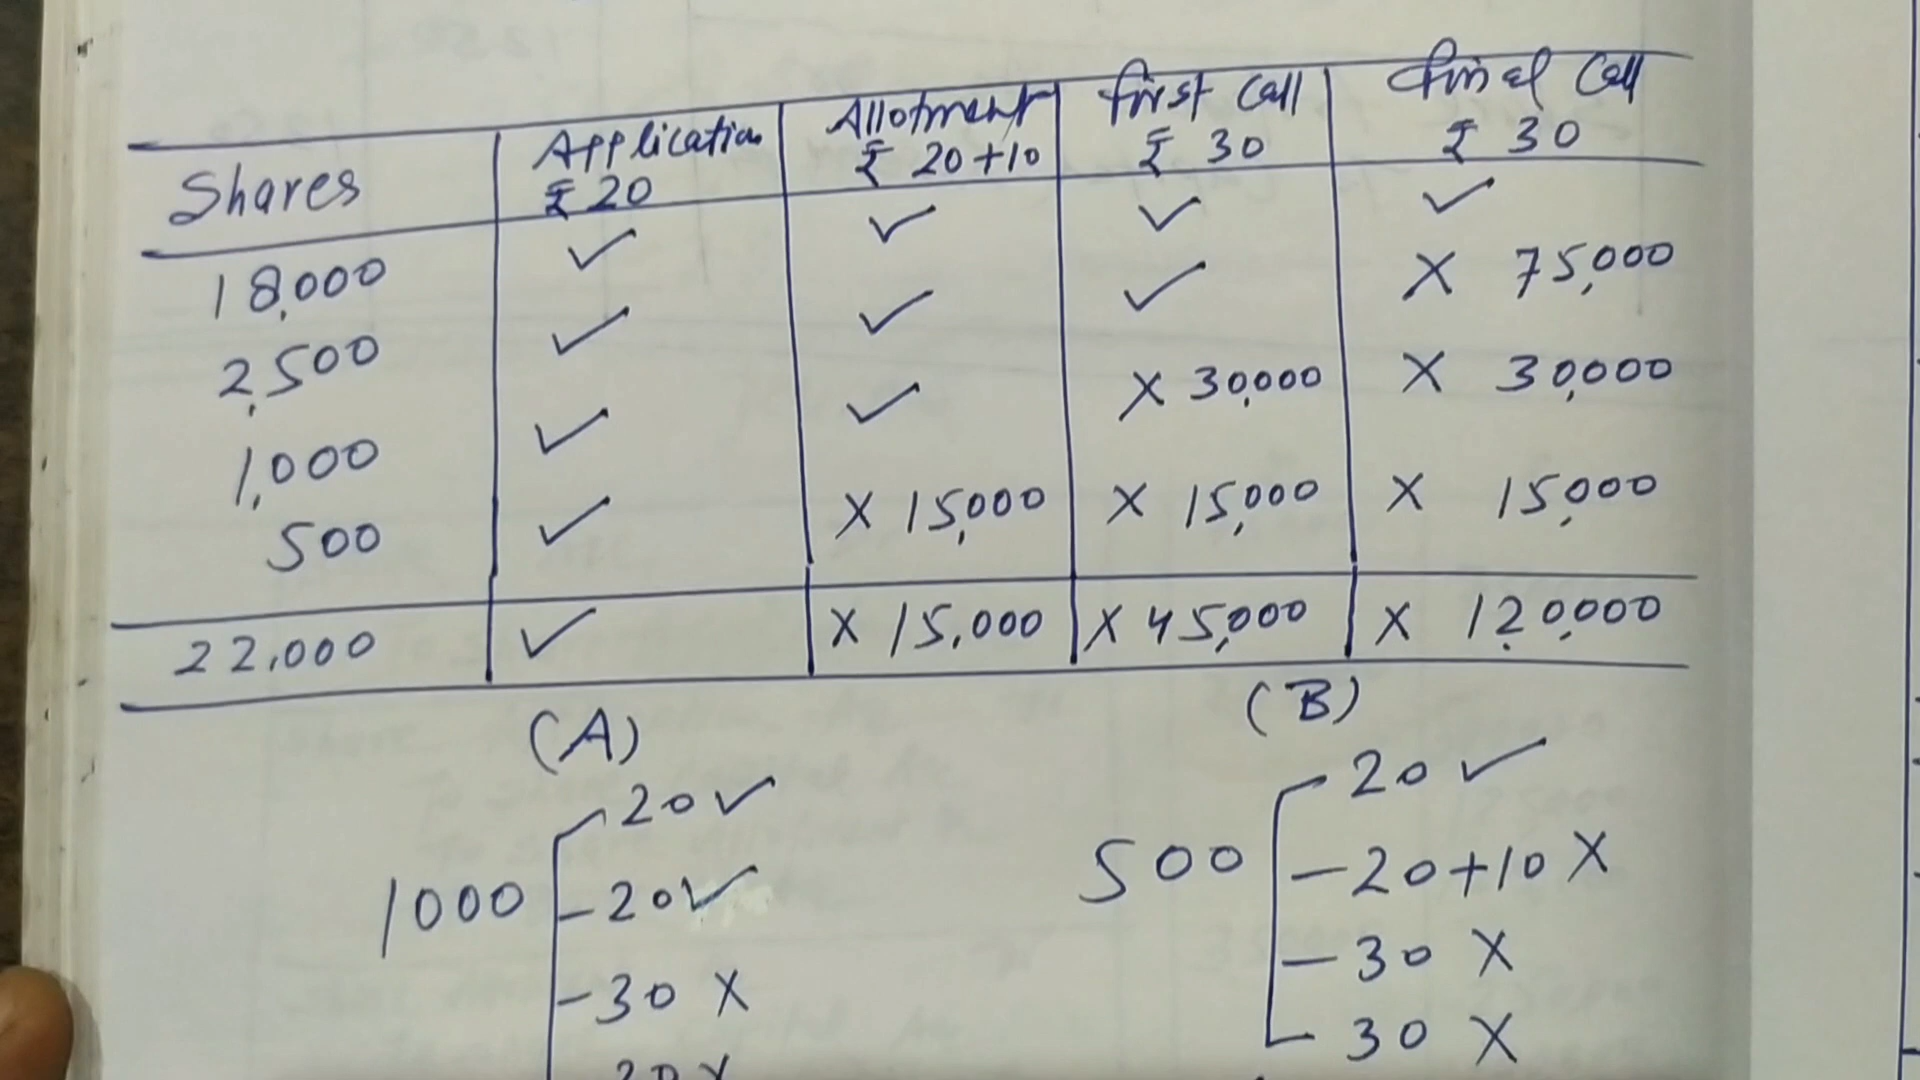 Shares | Application ₹ 20 | Allotment ₹ 20+10 | First Call ₹ 30 | Final Call ₹ 30
18,000 | ✓ | ✓ | ✓ | ✓
2,500 | ✓ | ✓ | ✓ | X 75,000
1,000 | ✓ | ✓ | X 30,000 | X 30,000
500 | ✓ | X 15,000 | X 15,000 | X 15,000
22,000 | ✓ | X 15,000 | X 45,000 | X 120,000
(A)
1000
20 ✓
- 20 ✓
- 30 X
30 X
(B)
500
20 ✓
- 20+10 X
- 30 X
30 X